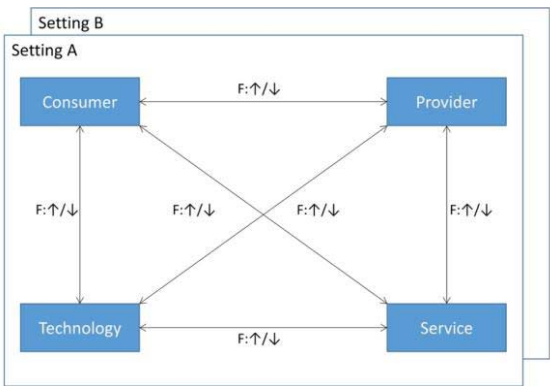 Setting B
Setting A
Consumer
F:↑/↓
Provider
F:↑/↓
F:↑/↓
F:↑/↓
F:↑/↓
Technology
F:↑/↓
Service